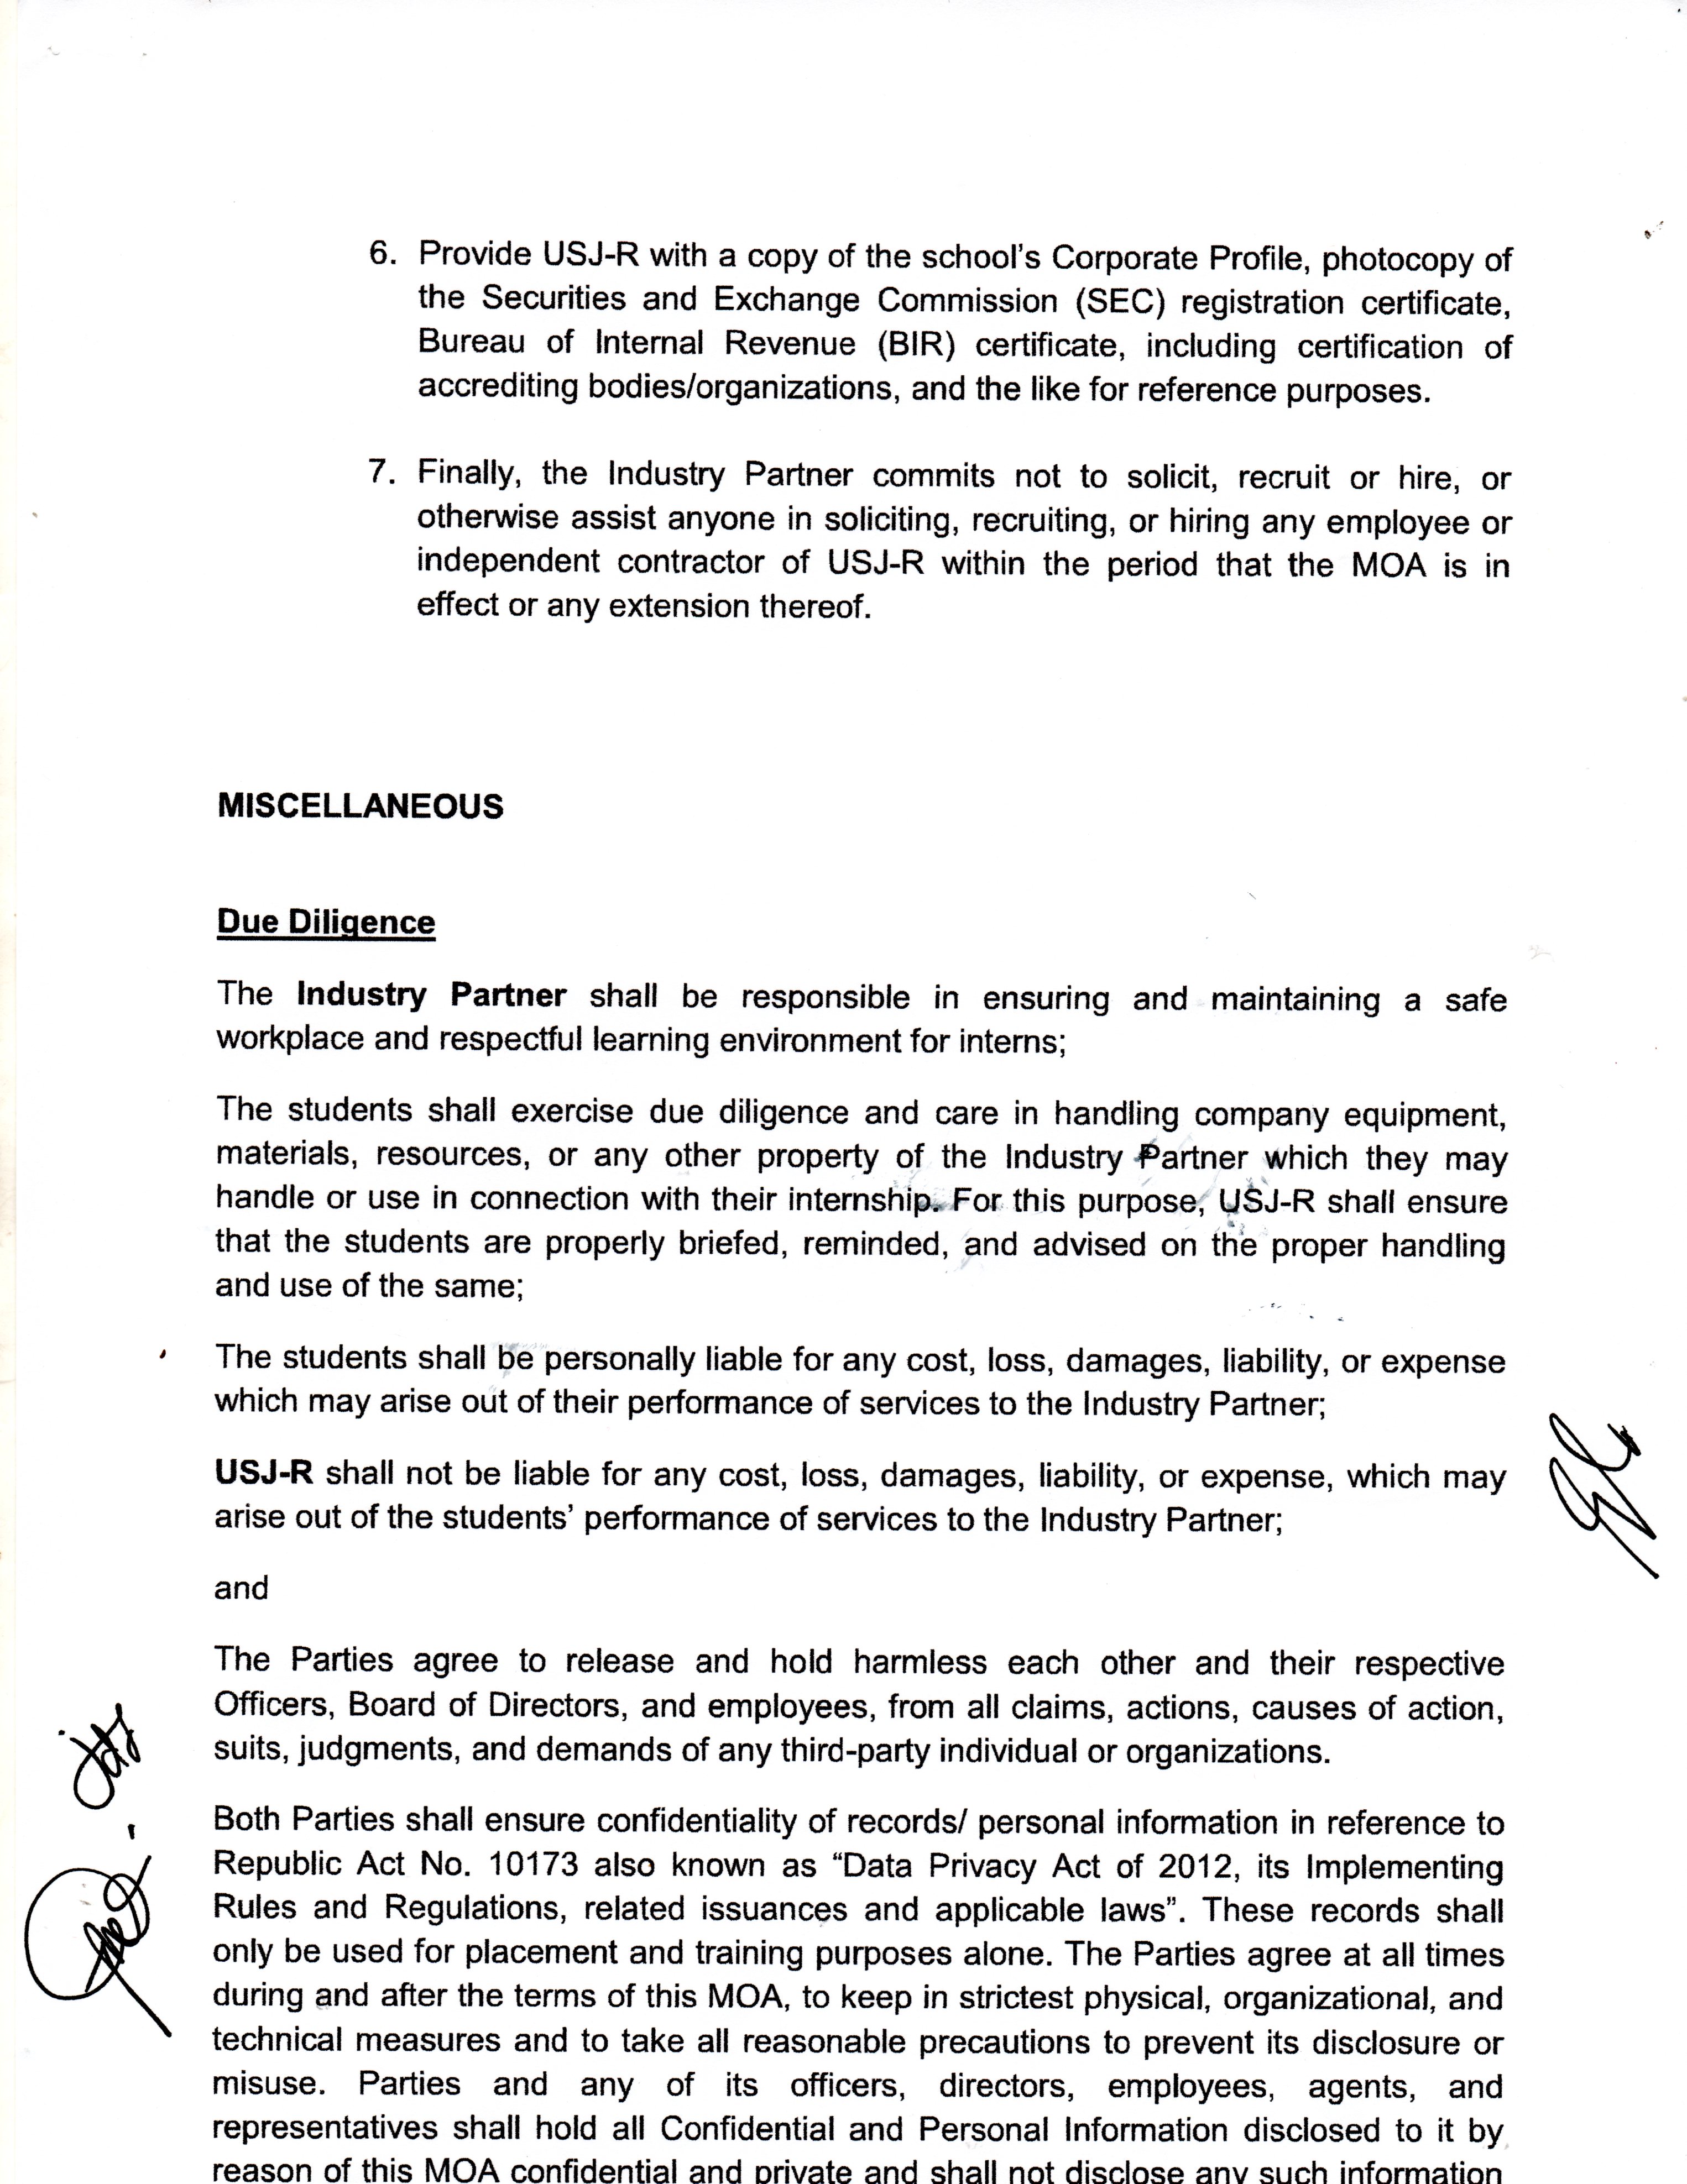 6. Provide USJ-R with a copy of the school's Corporate Profile, photocopy of
the Securities and Exchange Commission (SEC) registration certificate,
Bureau of Internal Revenue (BIR) certificate, including certification of
accrediting bodies/organizations, and the like for reference purposes.
7. Finally, the Industry Partner commits not to solicit, recruit or hire, or
otherwise assist anyone in soliciting, recruiting, or hiring any employee or
independent contractor of USJ-R within the period that the MOA is in
effect or any extension thereof.
MISCELLANEOUS
Due Diligence
The Industry Partner shall be responsible in ensuring and maintaining a safe
workplace and respectful learning environment for interns;
The students shall exercise due diligence and care in handling company equipment,
materials, resources, or any other property of the Industry Partner which they may
handle or use in connection with their internship. For this purpose, USJ-R shall ensure
that the students are properly briefed, reminded, and advised on the proper handling
and use of the same;
The students shall be personally liable for any cost, loss, damages, liability, or expense
which may arise out of their performance of services to the Industry Partner;
USJ-R shall not be liable for any cost, loss, damages, liability, or expense, which may
arise out of the students' performance of services to the Industry Partner;
and
The Parties agree to release and hold harmless each other and their respective
Officers, Board of Directors, and employees, from all claims, actions, causes of action,
suits, judgments, and demands of any third-party individual or organizations.
Both Parties shall ensure confidentiality of records/ personal information in reference to
Republic Act No. 10173 also known as “Data Privacy Act of 2012, its Implementing
Rules and Regulations, related issuances and applicable laws”. These records shall
only be used for placement and training purposes alone. The Parties agree at all times
during and after the terms of this MOA, to keep in strictest physical, organizational, and
technical measures and to take all reasonable precautions to prevent its disclosure or
misuse. Parties and any of its officers, directors, employees, agents, and
representatives shall hold all Confidential and Personal Information disclosed to it by
reason of this MOA confidential and private and shall not disclose any such information